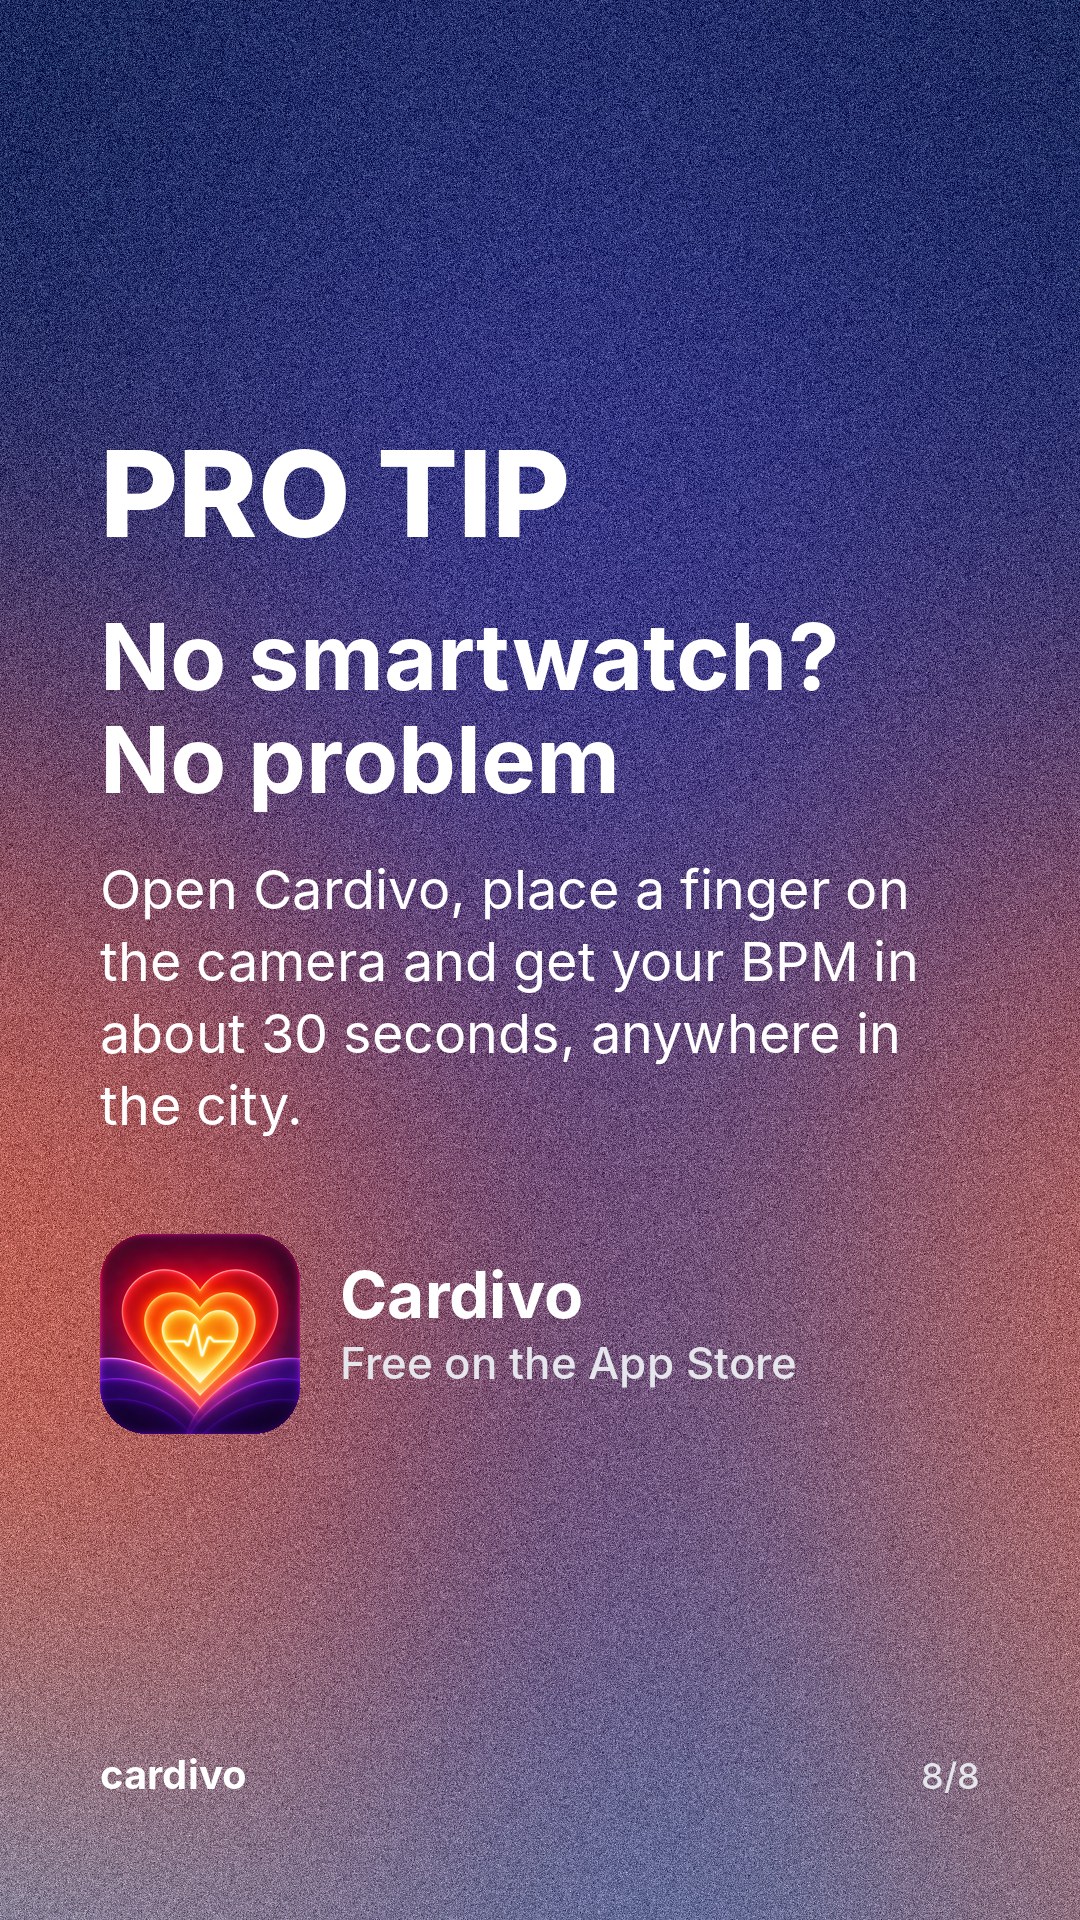 PRO TIP
No smartwatch?
No problem
Open Cardivo, place a finger on
the camera and get your BPM in
about 30 seconds, anywhere in
the city.
Cardivo
Free on the App Store
cardivo
8/8